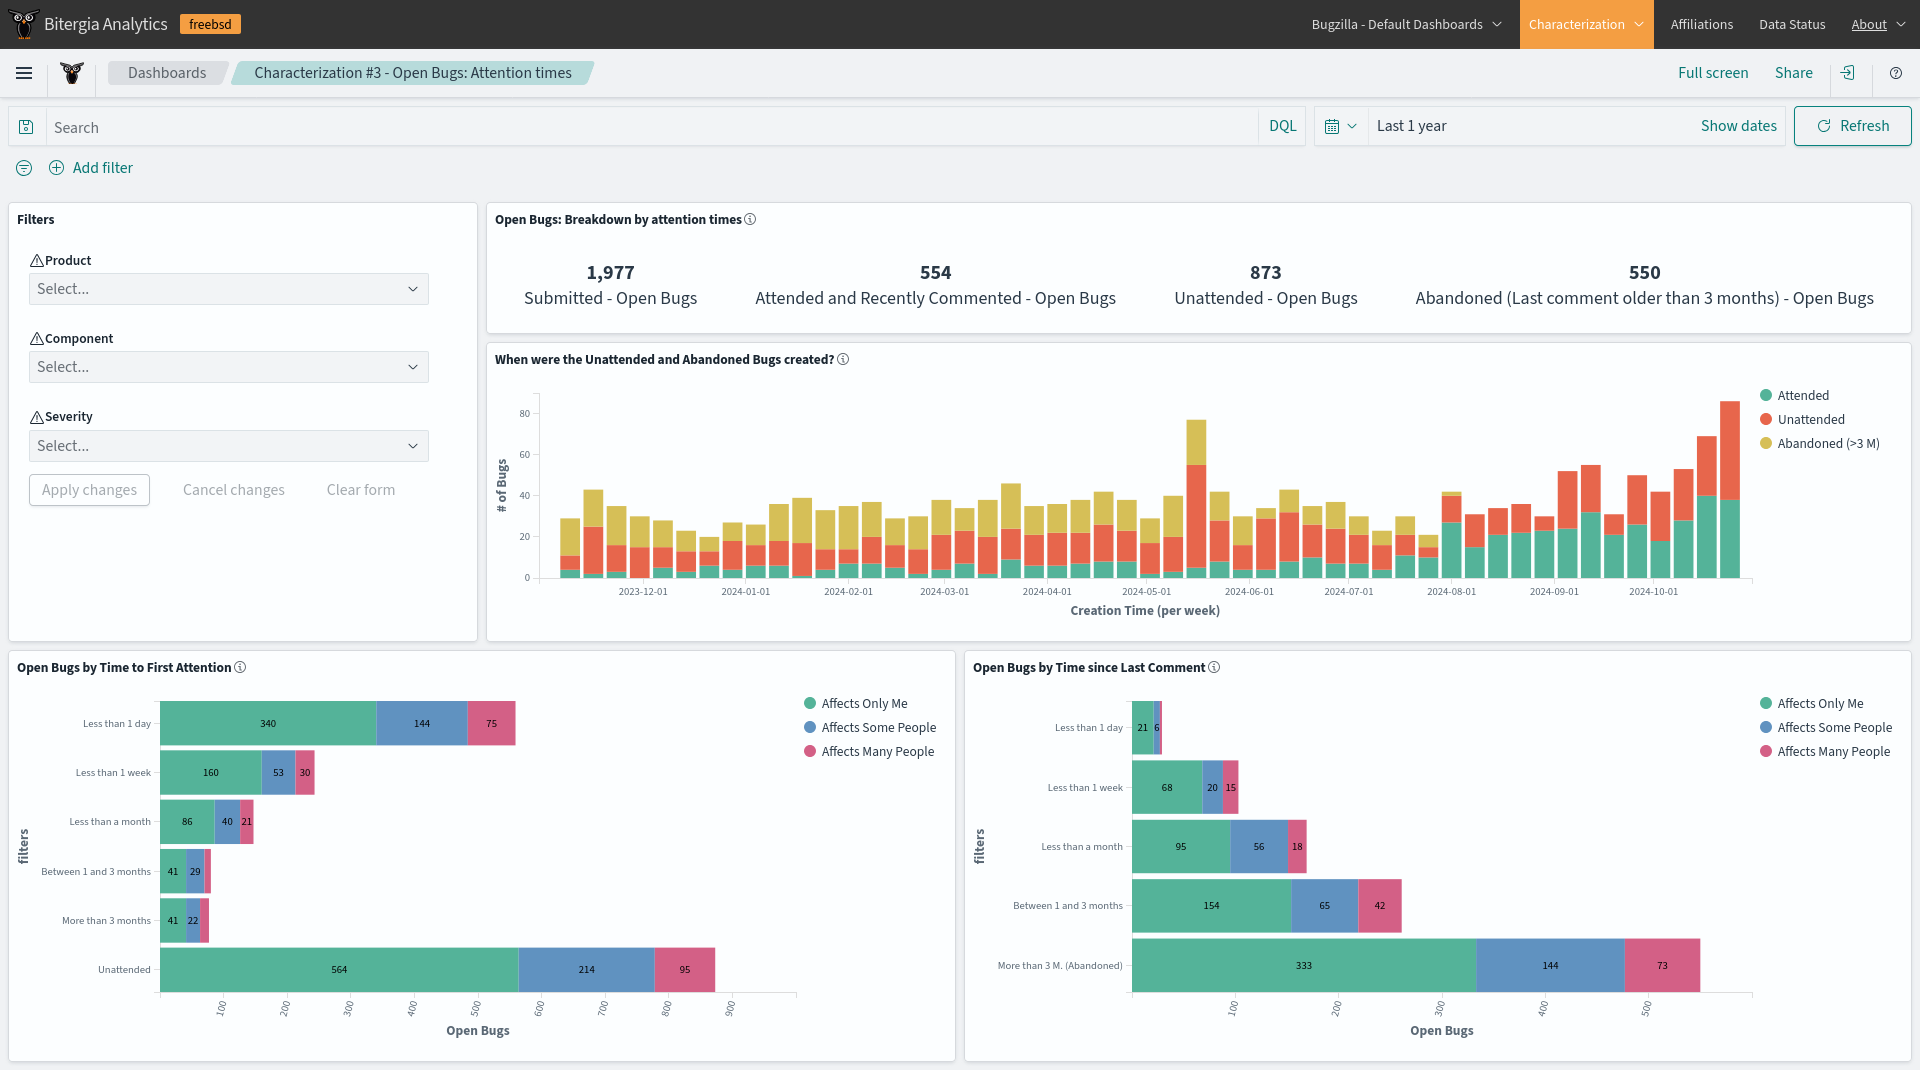 Bitergia Analytics freebsd Bugzilla - Default Dashboards Characterization Affiliations Data Status About
Dashboards Characterization #3 - Open Bugs: Attention times Full screen Share
Search DQL Last 1 year Show dates Refresh
Add filter
Filters
Product
Select...
Component
Select...
Severity
Select...
Apply changes Cancel changes Clear form
Open Bugs: Breakdown by attention times
1,977 554 873 550
Submitted - Open Bugs Attended and Recently Commented - Open Bugs Unattended - Open Bugs Abandoned (Last comment older than 3 months) - Open Bugs
When were the Unattended and Abandoned Bugs created?
# of Bugs
80
60
40
20
0
2023-12-01 2024-01-01 2024-02-01 2024-03-01 2024-04-01 2024-05-01 2024-06-01 2024-07-01 2024-08-01 2024-09-01 2024-10-01
Creation Time (per week)
Attended
Unattended
Abandoned (>3 M)
Open Bugs by Time to First Attention
filters
Less than 1 day 340 144 75
Less than 1 week 160 53 30
Less than a month 86 40 21
Between 1 and 3 months 41 29
More than 3 months 41 22
Unattended 564 214 95
100 200 300 400 500 600 700 800 900
Open Bugs
Affects Only Me
Affects Some People
Affects Many People
Open Bugs by Time since Last Comment
filters
Less than 1 day 21 6
Less than 1 week 68 20 15
Less than a month 95 56 18
Between 1 and 3 months 154 65 42
More than 3 M. (Abandoned) 333 144 73
100 200 300 400 500
Open Bugs
Affects Only Me
Affects Some People
Affects Many People